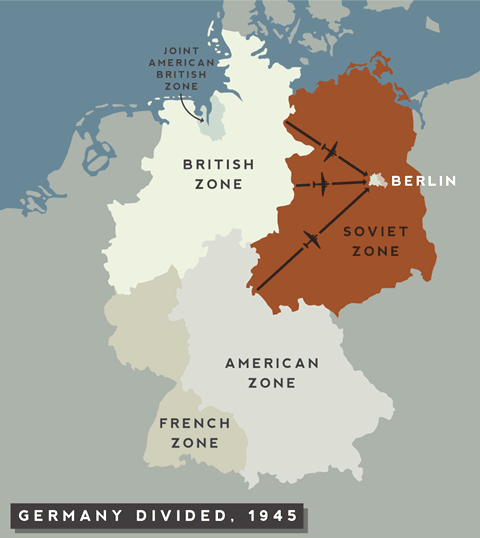 JOINT
AMERICAN
BRITISH
ZONE
BRITISH
ZONE
BERLIN
SOVIET
ZONE
AMERICAN
ZONE
FRENCH
ZONE
GERMANY DIVIDED, 1945